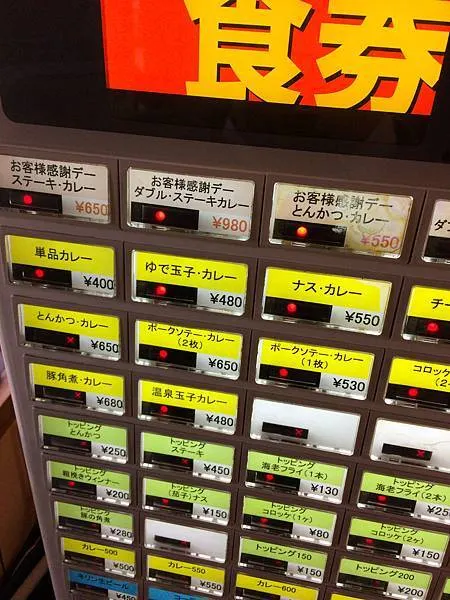 食券
お客様感謝デー
ステーキ・カレー
¥650
お客様感謝デー
ダブル・ステーキカレー
¥980
お客様感謝デー
とんかつ・カレー
¥550
単品カレー
¥400
ゆで玉子・カレー
¥480
ナス・カレー
¥550
とんかつ・カレー
¥650
ポークソテー・カレー
(2枚)
¥650
ポークソテー・カレー
(1枚)
¥530
コロッケ
豚角煮・カレー
¥680
温泉玉子カレー
¥480
トッピング
とんかつ
¥250
トッピング
ステーキ
¥450
トッピング
海老フライ(1本)
¥130
トッピング
海老フライ(2本)
トッピング
粗挽きウィンナー
¥200
トッピング
(茄子)ナス
¥150
トッピング
コロッケ(1ヶ)
¥80
トッピング
コロッケ(2ヶ)
¥150
トッピング
豚の角煮
¥280
トッピング150
¥150
トッピング200
¥200
カレー500
¥500
カレー550
¥550
カレー600
キリンビール
¥450